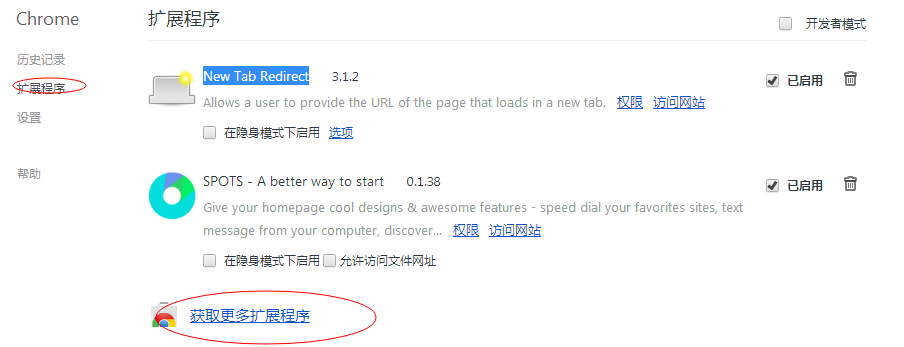 Chrome
扩展程序
开发者模式
历史记录
扩展程序
设置
帮助
New Tab Redirect 3.1.2
已启用
Allows a user to provide the URL of the page that loads in a new tab. 权限 访问网站
在隐身模式下启用 选项
SPOTS - A better way to start 0.1.38
已启用
Give your homepage cool designs & awesome features - speed dial your favorites sites, text
message from your computer, discover... 权限 访问网站
在隐身模式下启用 允许访问文件网址
获取更多扩展程序